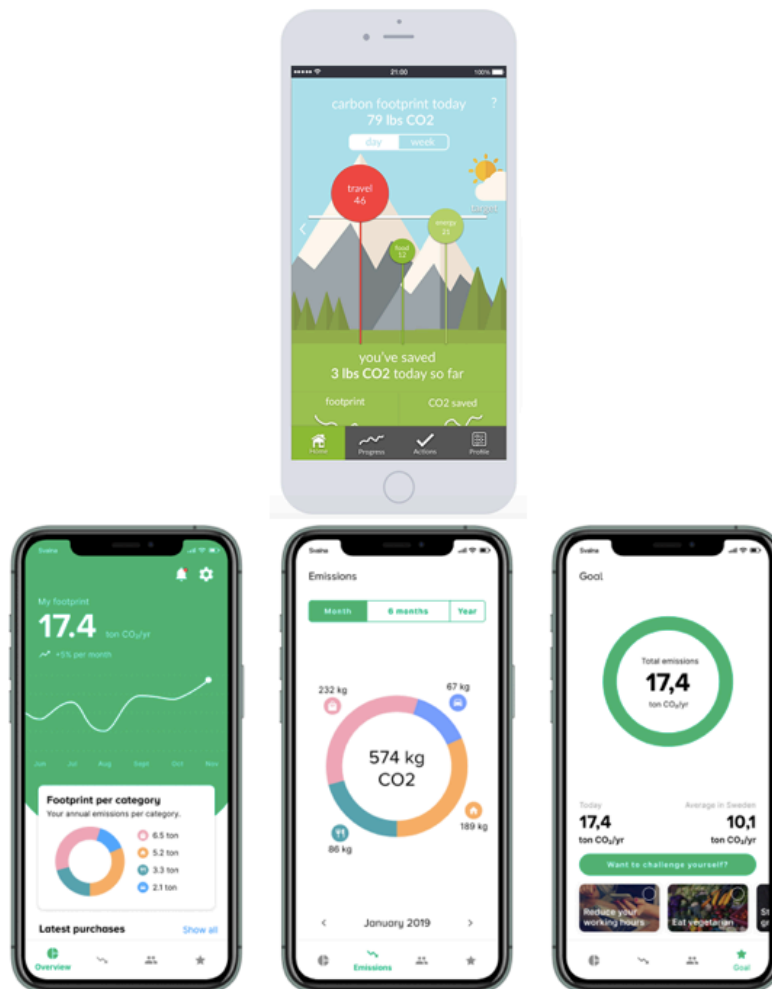 21:00
100%
carbon footprint today
?
79 lbs CO2
day week
travel
46
target
energy
21
food
12
you've saved
3 lbs CO2 today so far
footprint
CO2 saved
Home
Progress
Actions
Profile
Svalna
My footprint
17.4 ton CO₂/yr
+5% per month
Jun Jul Aug Sept Oct Nov
Footprint per category
Your annual emissions per category.
6.5 ton
5.2 ton
3.3 ton
2.1 ton
Latest purchases Show all
Overview
Svalna
Emissions
Month 6 months Year
232 kg
67 kg
574 kg
CO2
189 kg
86 kg
January 2019
Emissions
Svalna
Goal
Total emissions
17,4
ton CO₂/yr
Today
Average in Sweden
17,4
10,1
ton CO₂/yr
ton CO₂/yr
Want to challenge yourself?
Reduce your
working hours
Eat vegetarian
St
gr
Goal